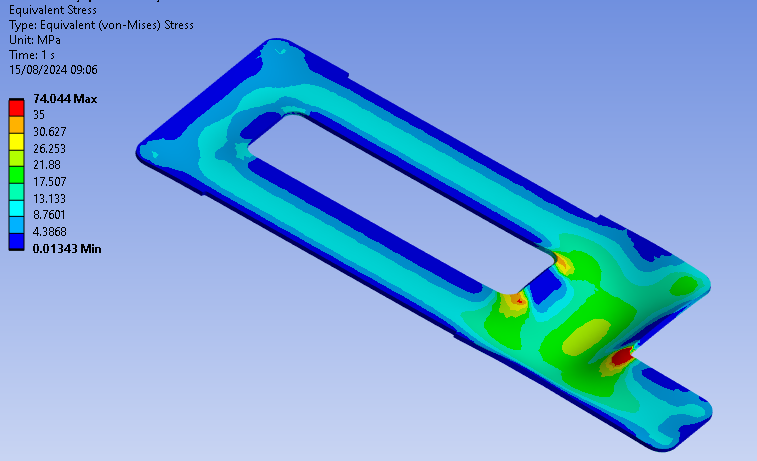 Equivalent Stress
Type: Equivalent (von-Mises) Stress
Unit: MPa
Time: 1 s
15/08/2024 09:06
74.044 Max
35
30.627
26.253
21.88
17.507
13.133
8.7601
4.3868
0.01343 Min